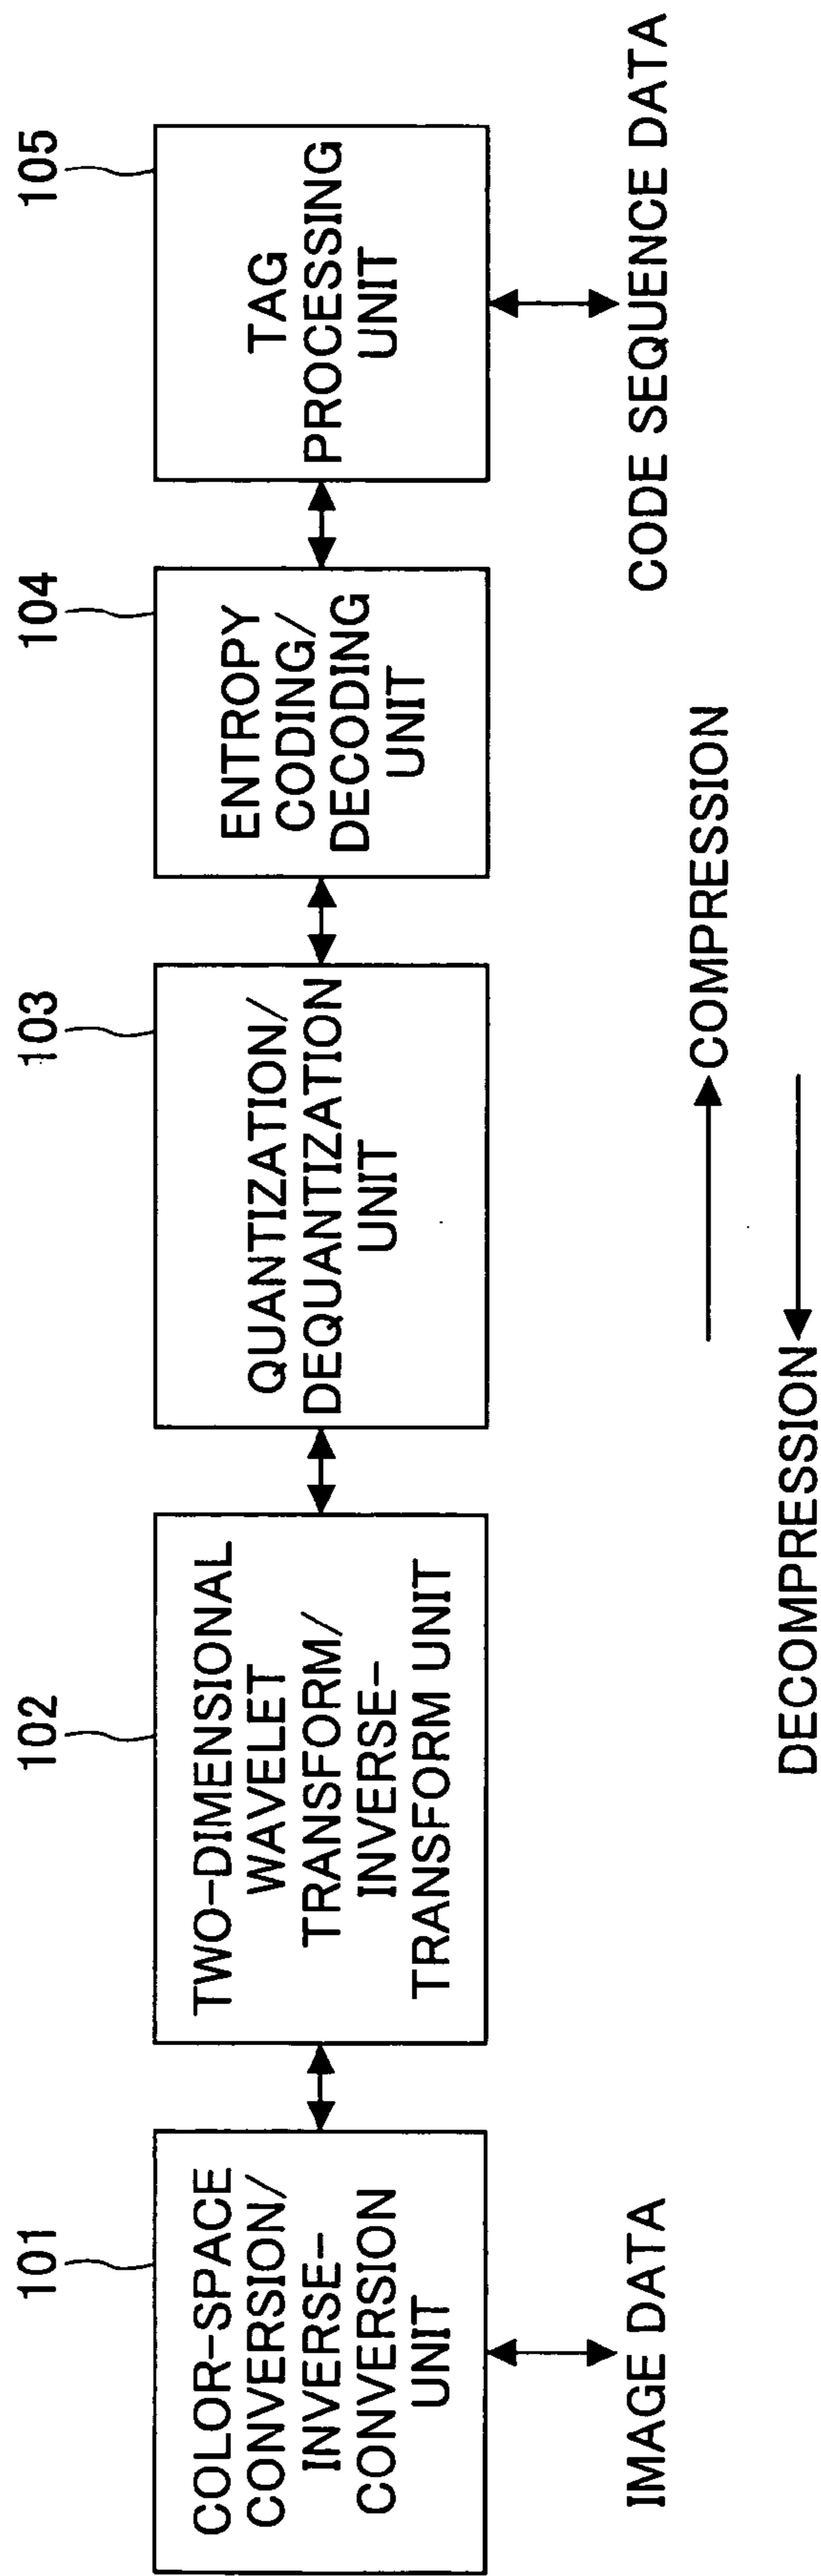 101
COLOR-SPACE
CONVERSION/
INVERSE-
CONVERSION
UNIT
102
TWO-DIMENSIONAL
WAVELET
TRANSFORM/
INVERSE-
TRANSFORM UNIT
103
QUANTIZATION/
DEQUANTIZATION
UNIT
104
ENTROPY
CODING/
DECODING
UNIT
105
TAG
PROCESSING
UNIT
IMAGE DATA
CODE SEQUENCE DATA
COMPRESSION
DECOMPRESSION